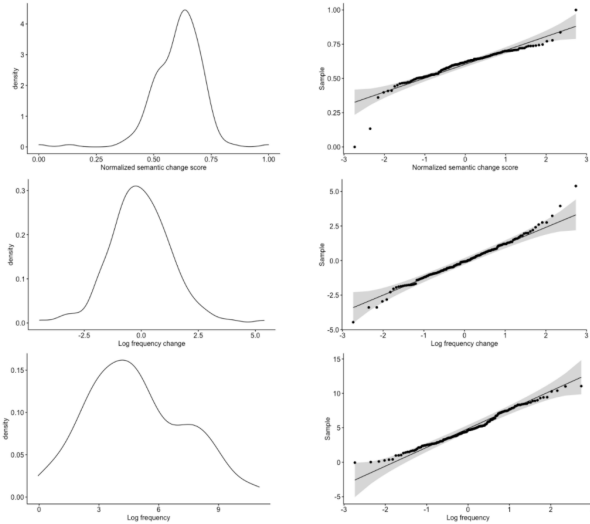 4
3
2
1
0
density
0.00 0.25 0.50 0.75 1.00
Normalized semantic change score
1.00
0.75
0.50
0.25
0.00
Sample
-3 -2 -1 0 1 2 3
Normalized semantic change score
0.3
0.2
0.1
0.0
density
-2.5 0.0 2.5 5.0
Log frequency change
5.0
2.5
0.0
-2.5
-5.0
Sample
-3 -2 -1 0 1 2 3
Log frequency change
0.15
0.10
0.05
0.00
density
0 3 6 9
Log frequency
15
10
5
0
-5
Sample
-3 -2 -1 0 1 2
Log frequency